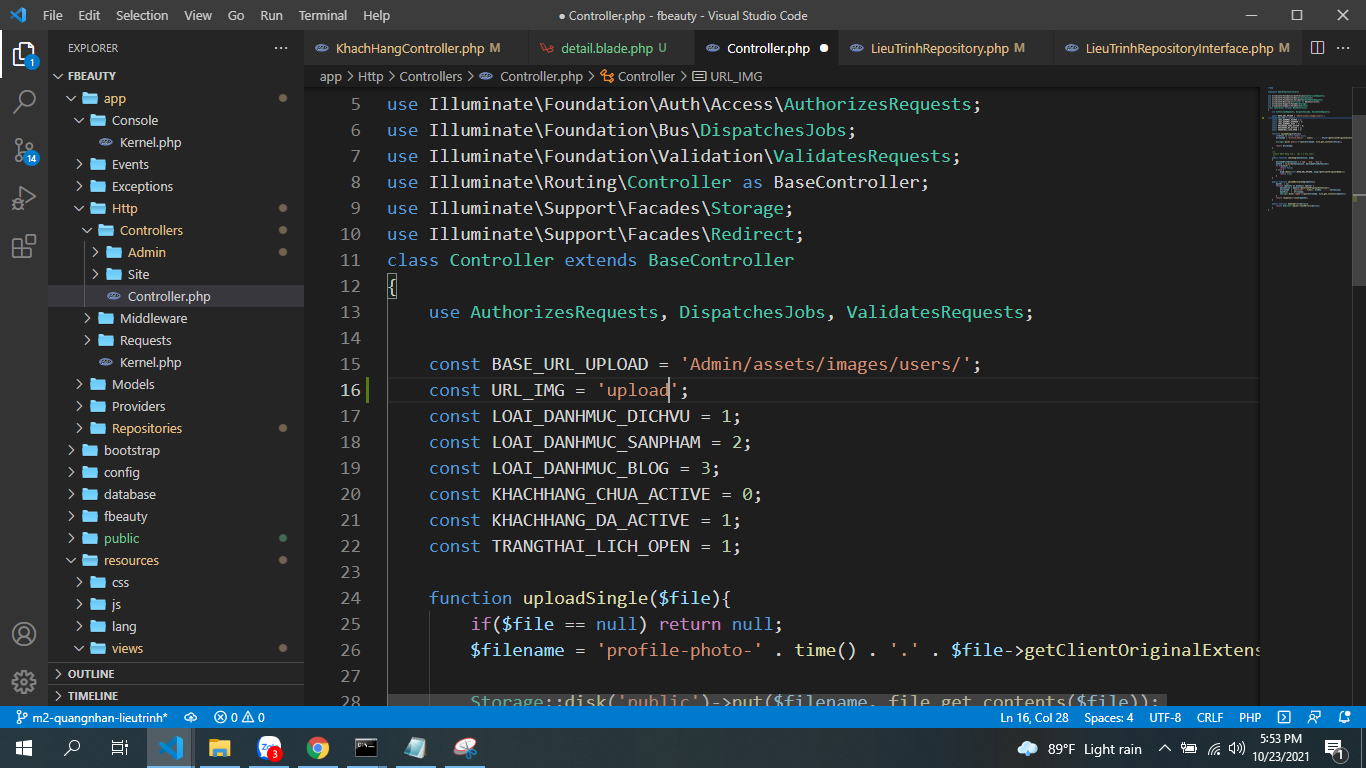 File Edit Selection View Go Run Terminal Help
● Controller.php - fbeauty - Visual Studio Code
EXPLORER
FBEAUTY
app
Console
Kernel.php
Events
Exceptions
Http
Controllers
Admin
Site
Controller.php
Middleware
Requests
Kernel.php
Models
Providers
Repositories
bootstrap
config
database
fbeauty
public
resources
css
js
lang
views
OUTLINE
TIMELINE
1
14
KhachHangController.php M
detail.blade.php U
Controller.php ●
LieuTrinhRepository.php M
LieuTrinhRepositoryInterface.php M
app > Http > Controllers > Controller.php > Controller > URL_IMG
5 use Illuminate\Foundation\Auth\Access\AuthorizesRequests;
6 use Illuminate\Foundation\Bus\DispatchesJobs;
7 use Illuminate\Foundation\Validation\ValidatesRequests;
8 use Illuminate\Routing\Controller as BaseController;
9 use Illuminate\Support\Facades\Storage;
10 use Illuminate\Support\Facades\Redirect;
11 class Controller extends BaseController
12 {
13 use AuthorizesRequests, DispatchesJobs, ValidatesRequests;
14
15 const BASE_URL_UPLOAD = 'Admin/assets/images/users/';
16 const URL_IMG = 'upload';
17 const LOAI_DANHMUC_DICHVU = 1;
18 const LOAI_DANHMUC_SANPHAM = 2;
19 const LOAI_DANHMUC_BLOG = 3;
20 const KHACHHANG_CHUA_ACTIVE = 0;
21 const KHACHHANG_DA_ACTIVE = 1;
22 const TRANGTHAI_LICH_OPEN = 1;
23
24 function uploadSingle($file){
25 if($file == null) return null;
26 $filename = 'profile-photo-' . time() . '.' . $file->getClientOriginalExtens
27
28 Storage::disk('public')->put($filename, file_get_contents($file));
m2-quangnhan-lieutrinh* 0 0
Ln 16, Col 28 Spaces: 4 UTF-8 CRLF PHP
3
89°F Light rain
5:53 PM
10/23/2021
1